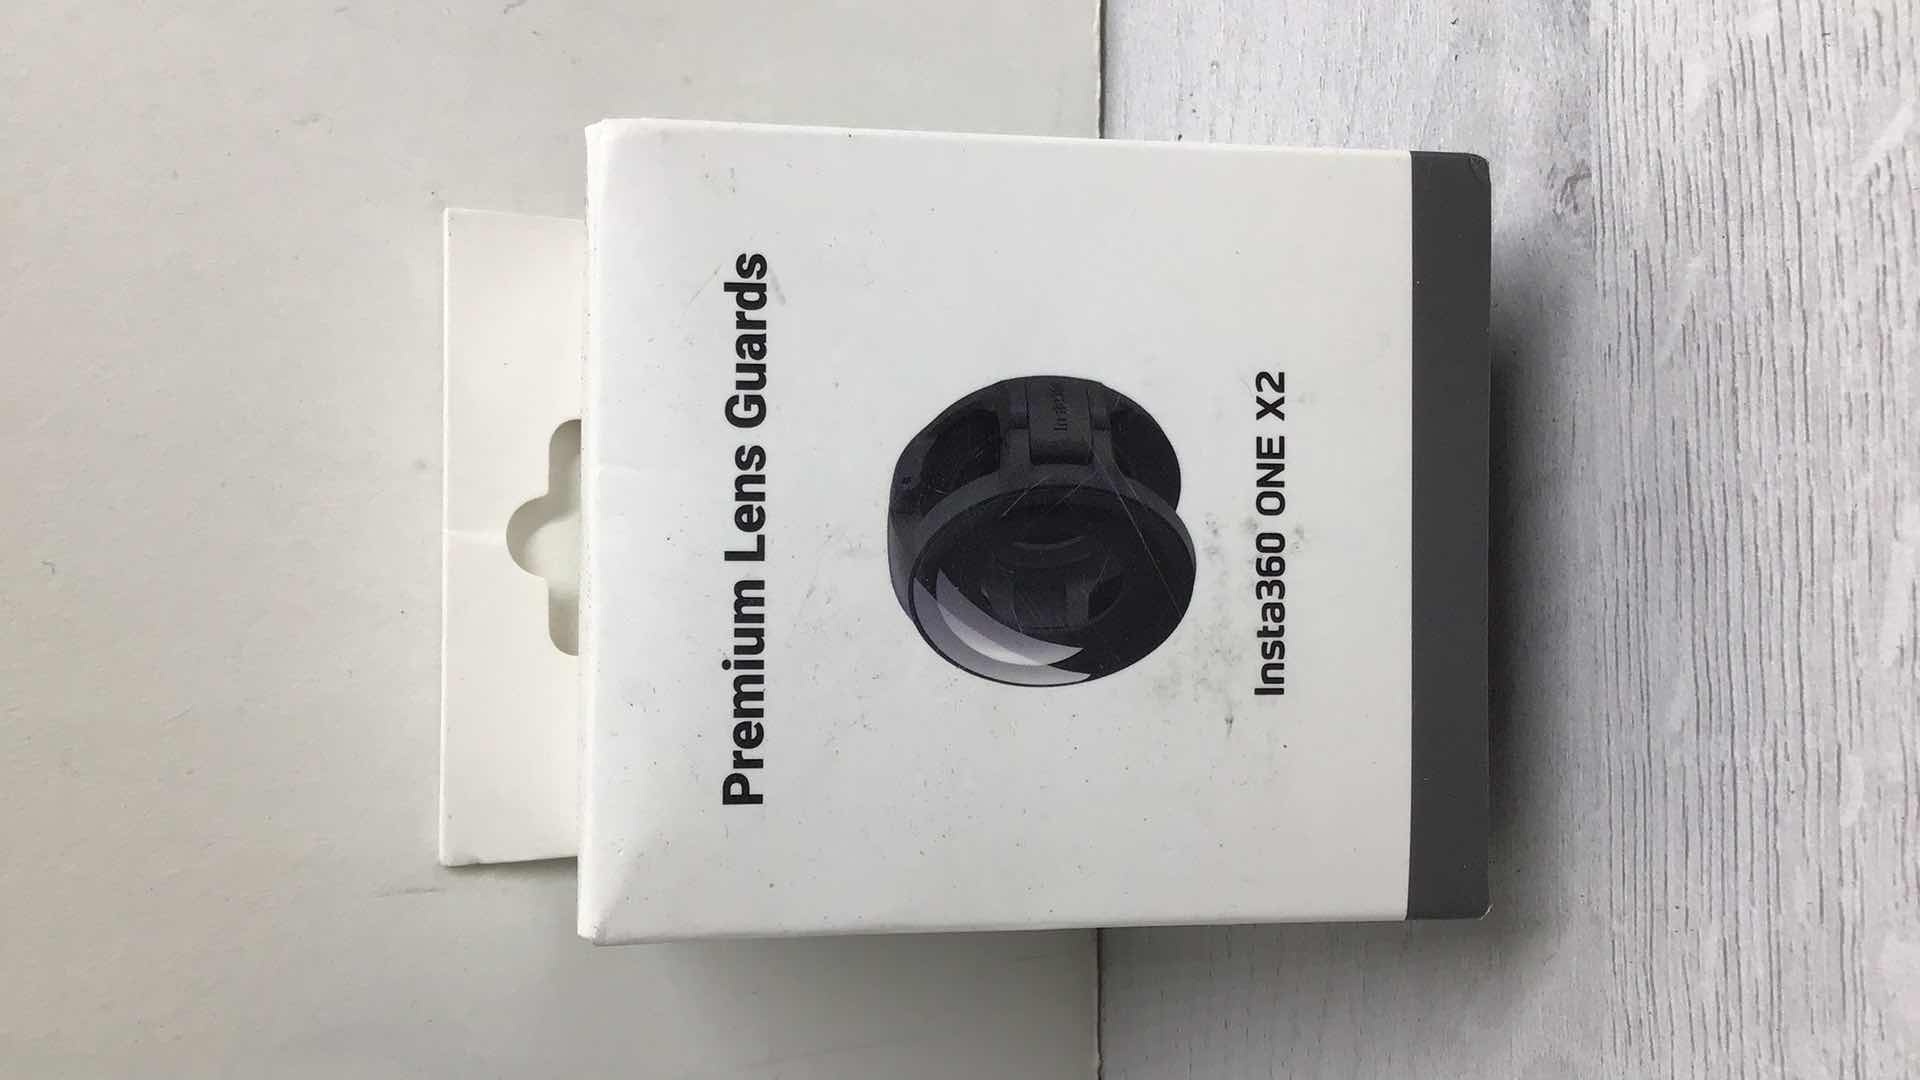 Premium Lens Guards
Insta360 ONE X2